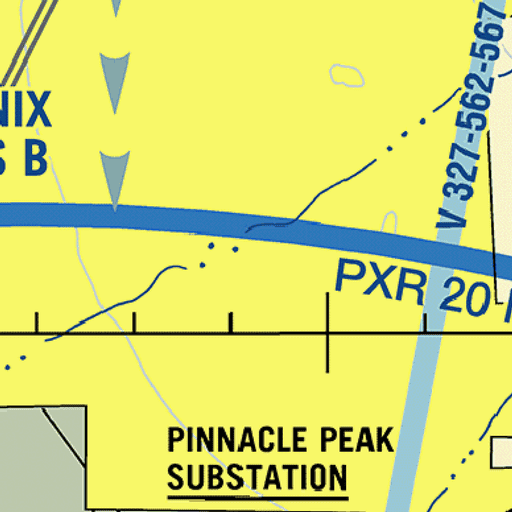 V 327-562-567
NIX
S B
PXR 20
PINNACLE PEAK
SUBSTATION